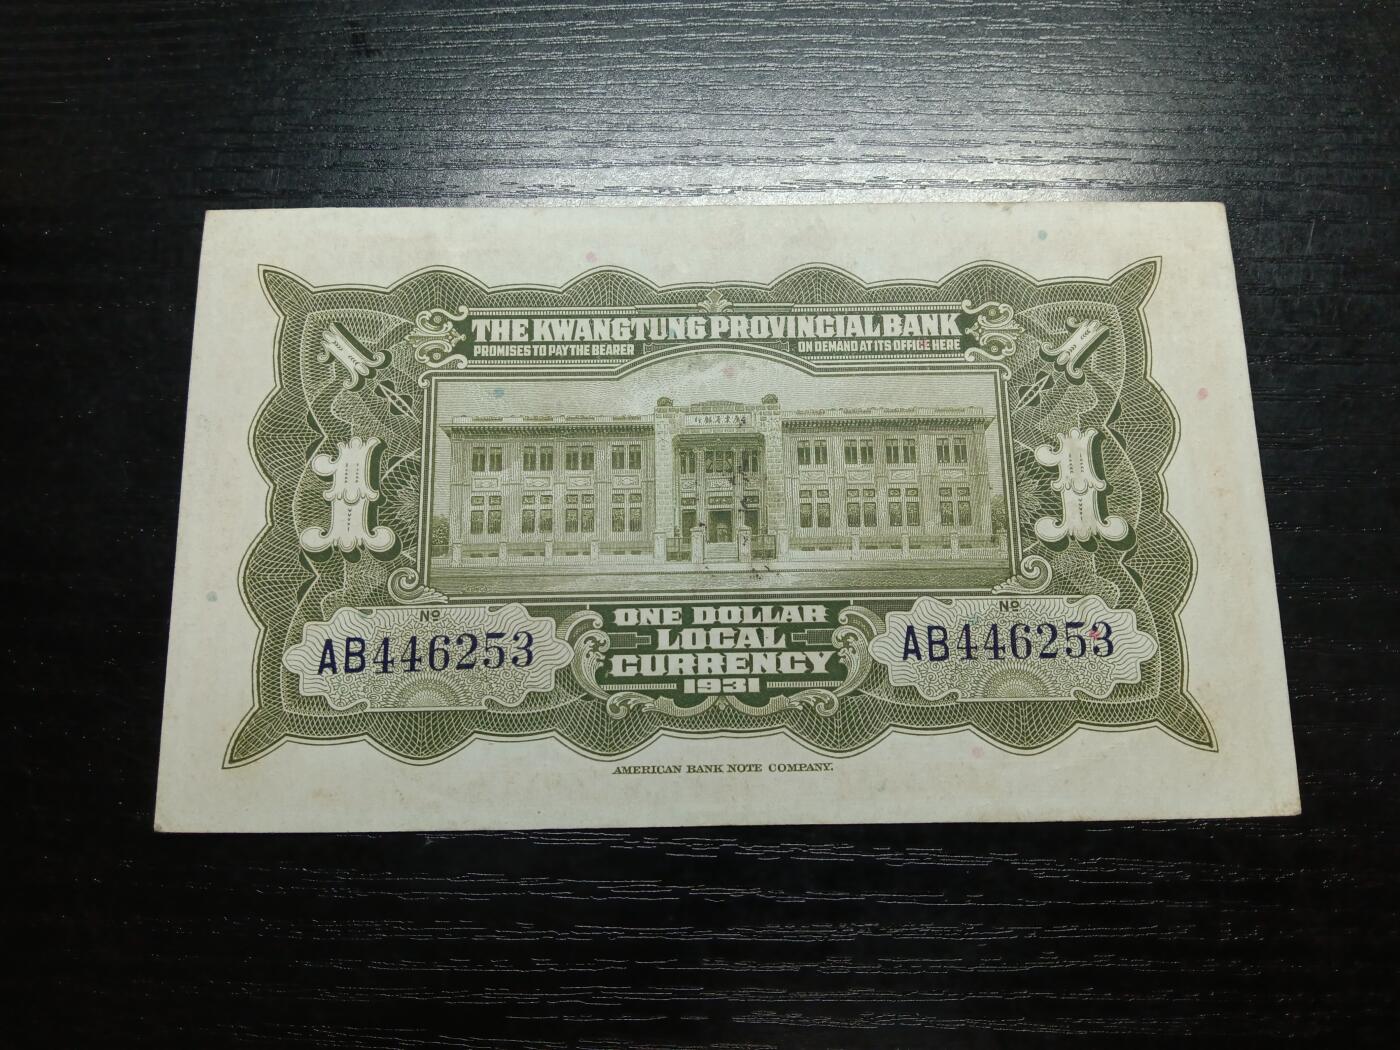 THE KWANGTUNG PROVINCIAL BANK
PROMISES TO PAY THE BEARER ON DEMAND AT ITS OFFICE HERE
1 1
1 1
No No
AB446253 AB446253
ONE DOLLAR
LOCAL
CURRENCY
1931
AMERICAN BANK NOTE COMPANY.